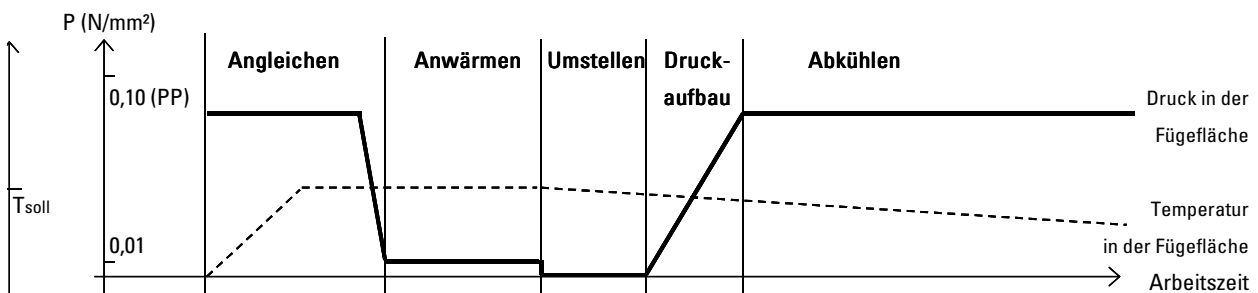 P (N/mm²)
Angleichen
Anwärmen
Umstellen
Druck-
aufbau
Abkühlen
0,10 (PP)
Druck in der
Fügefläche
Tsoll
Temperatur
in der Fügefläche
0,01
Arbeitszeit